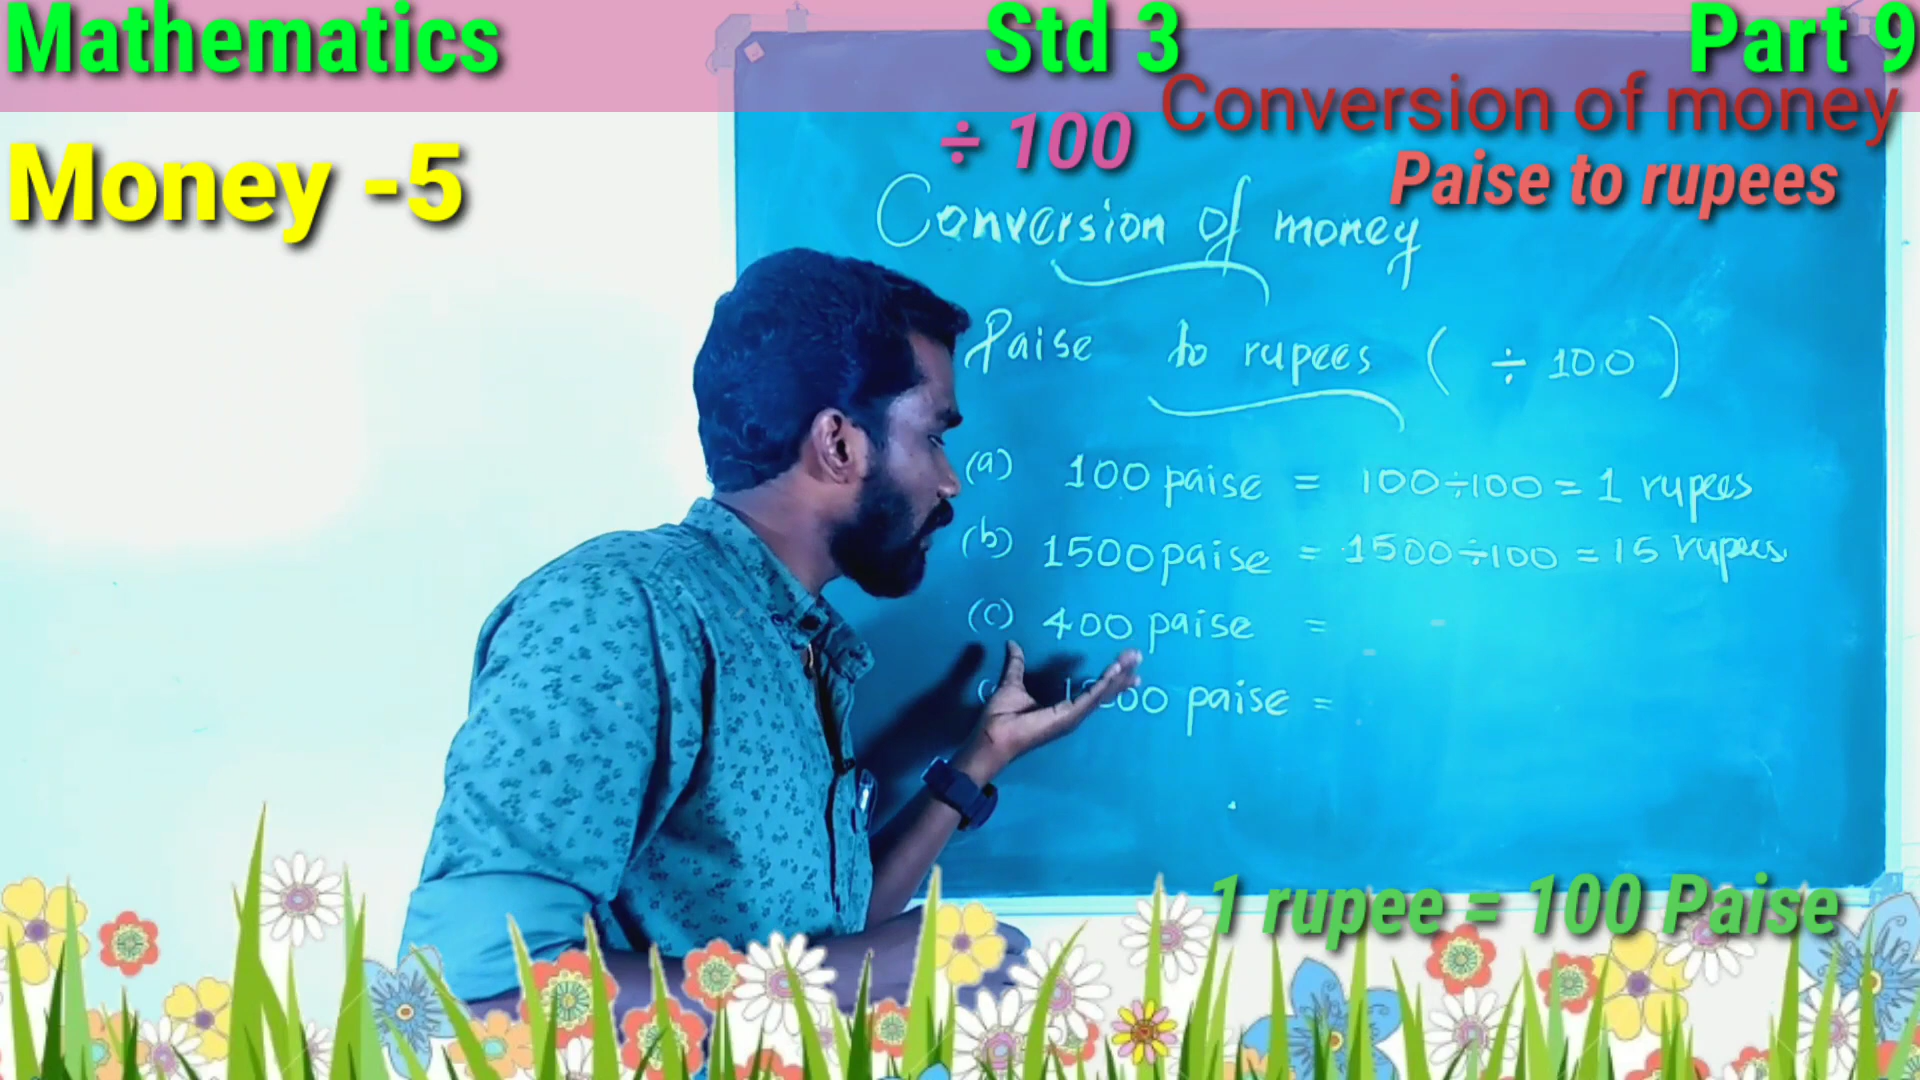 Mathematics Std 3 Part 9
Conversion of money
÷ 100
Money -5
Paise to rupees
Conversion of money
Paise to rupees ( ÷ 100 )
(a) 100 paise = 100÷100 = 1 rupees
(b) 1500 paise = 1500÷100 = 15 rupees
(c) 400 paise =
paise =
1 rupee = 100 Paise